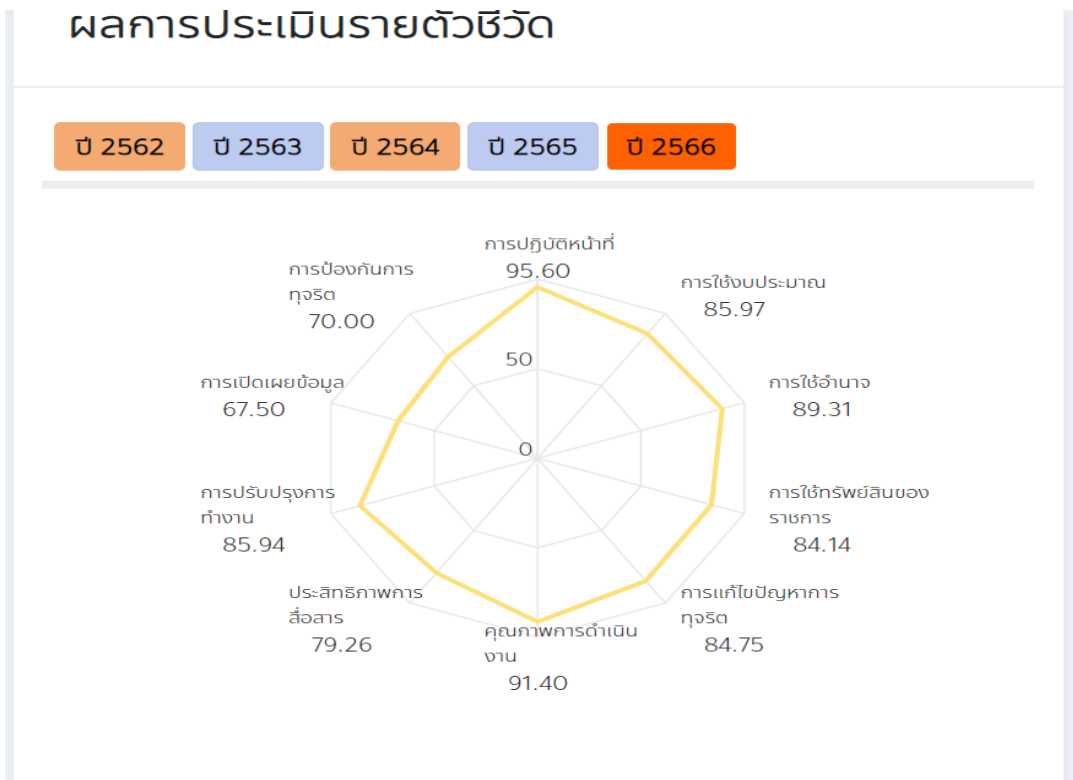 ผลการประเมินรายตัวชี้วัด
ปี 2562 ปี 2563 ปี 2564 ปี 2565 ปี 2566
การปฏิบัติหน้าที่
95.60
การใช้งบประมาณ
85.97
การใช้อำนาจ
89.31
การใช้ทรัพย์สินของ
ราชการ
84.14
การแก้ไขปัญหาการ
ทุจริต
84.75
คุณภาพการดำเนิน
งาน
91.40
ประสิทธิภาพการ
สื่อสาร
79.26
การปรับปรุงการ
ทำงาน
85.94
การเปิดเผยข้อมูล
67.50
การป้องกันการ
ทุจริต
70.00
50
0